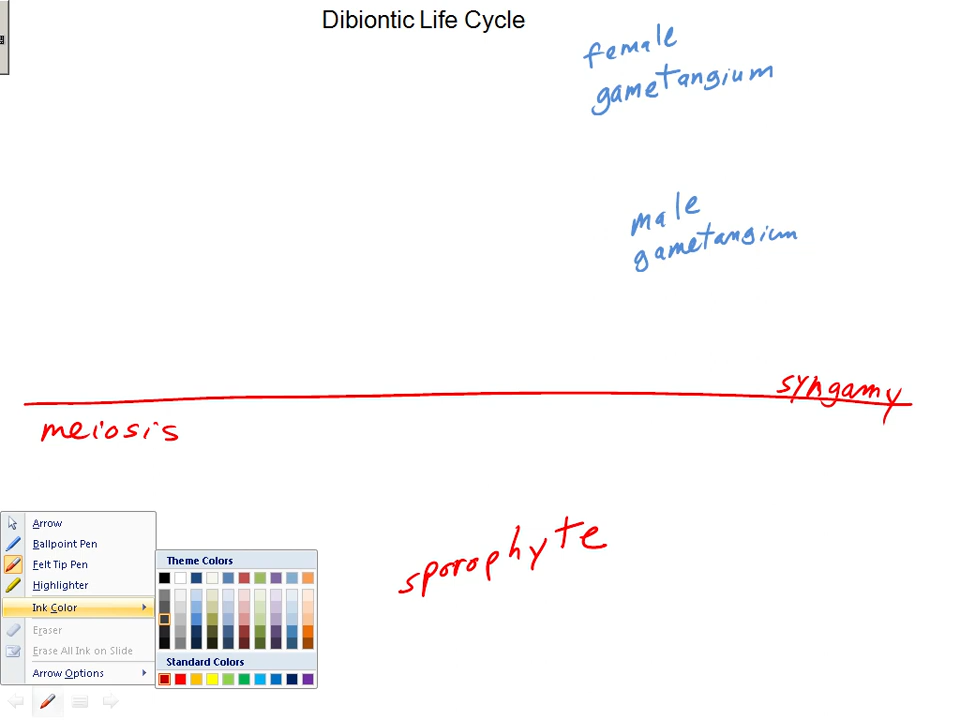 Dibiontic Life Cycle
female
gametangium
male
gametangium
syngamy
meiosis
sporophyte
Arrow
Ballpoint Pen
Felt Tip Pen
Highlighter
Ink Color
Eraser
Erase All Ink on Slide
Arrow Options
Theme Colors
Standard Colors